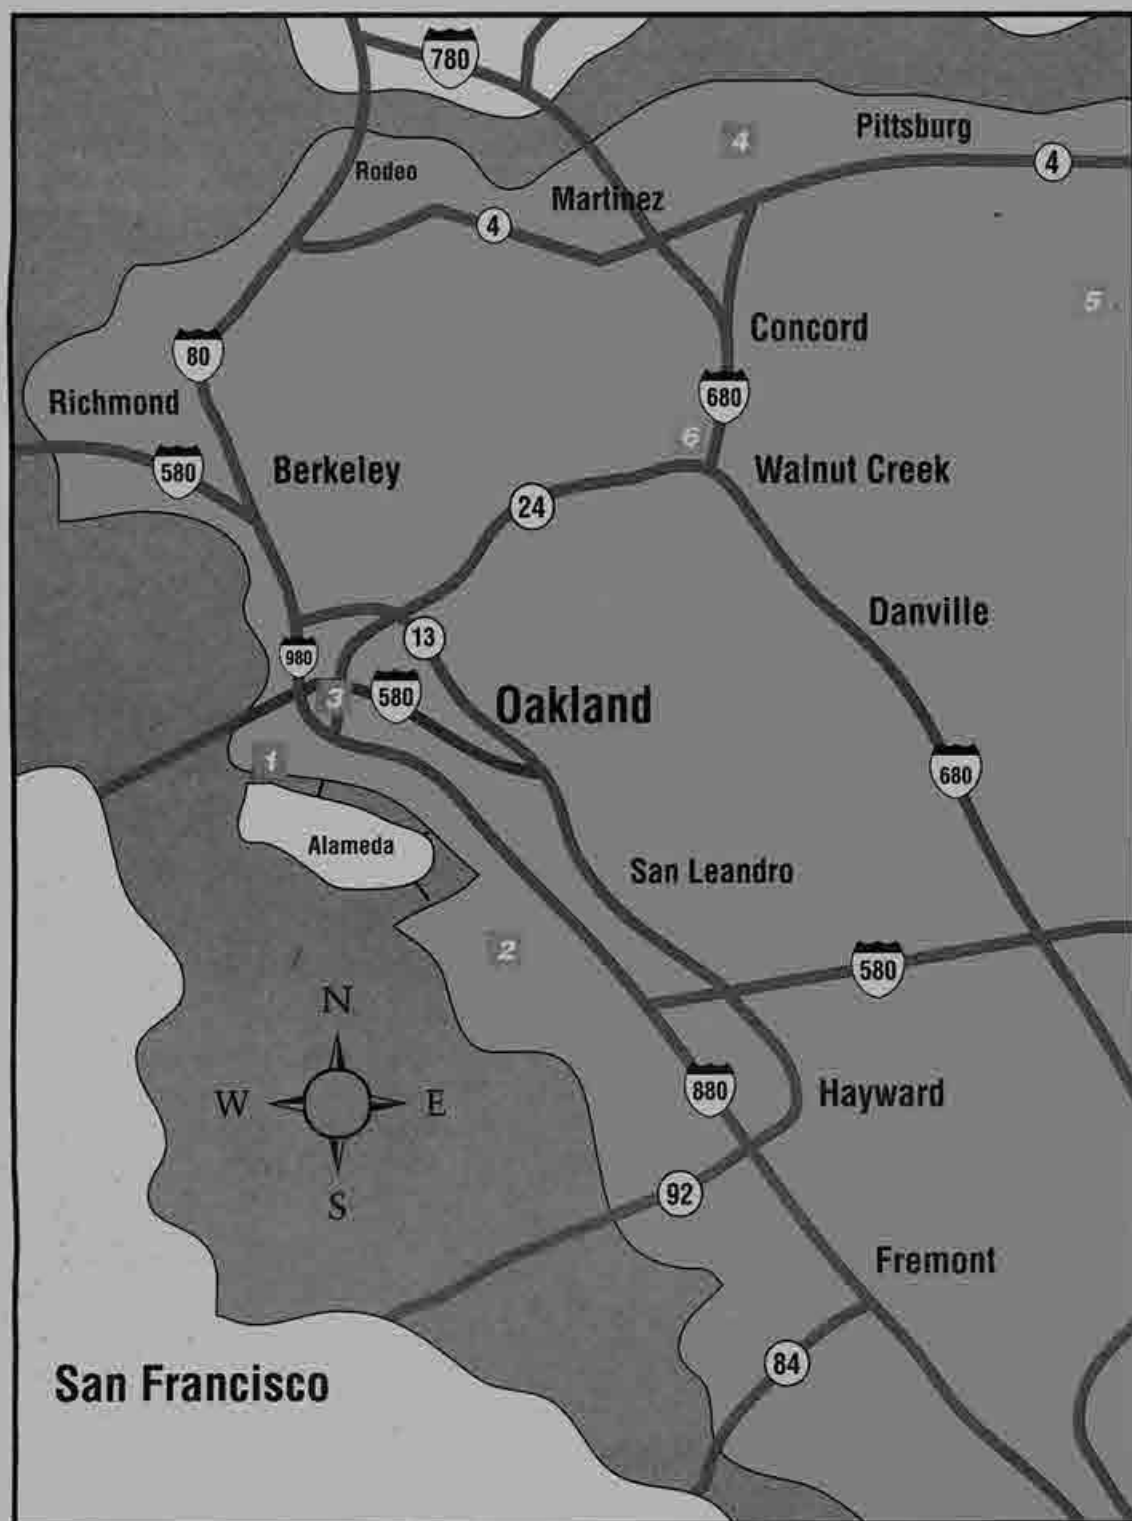 780
4
Pittsburg
4
Rodeo
Martinez
4
5
Concord
80
680
Richmond
6
580
Berkeley
Walnut Creek
24
Danville
13
980
3
580
Oakland
1
680
Alameda
San Leandro
2
580
N
880
Hayward
W
E
92
S
Fremont
84
San Francisco